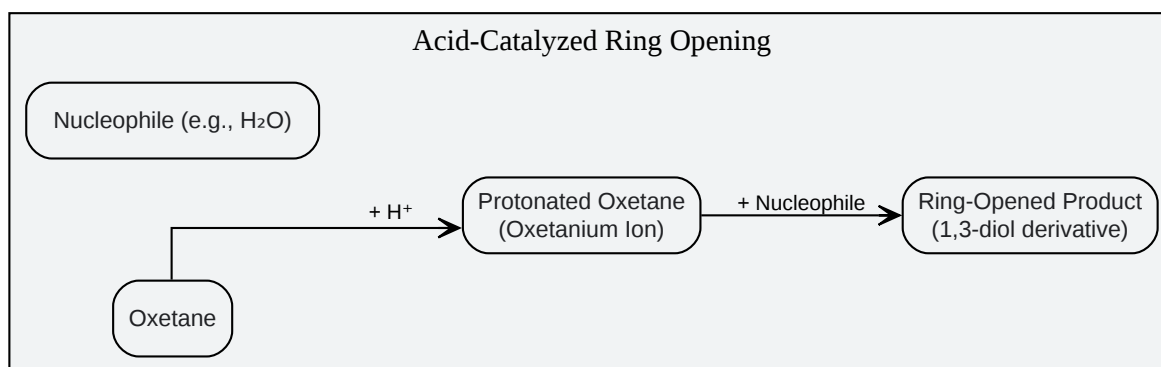 Acid-Catalyzed Ring Opening
Nucleophile (e.g., H₂O)
+ H⁺
Protonated Oxetane
(Oxetanium Ion)
+ Nucleophile
Ring-Opened Product
(1,3-diol derivative)
Oxetane